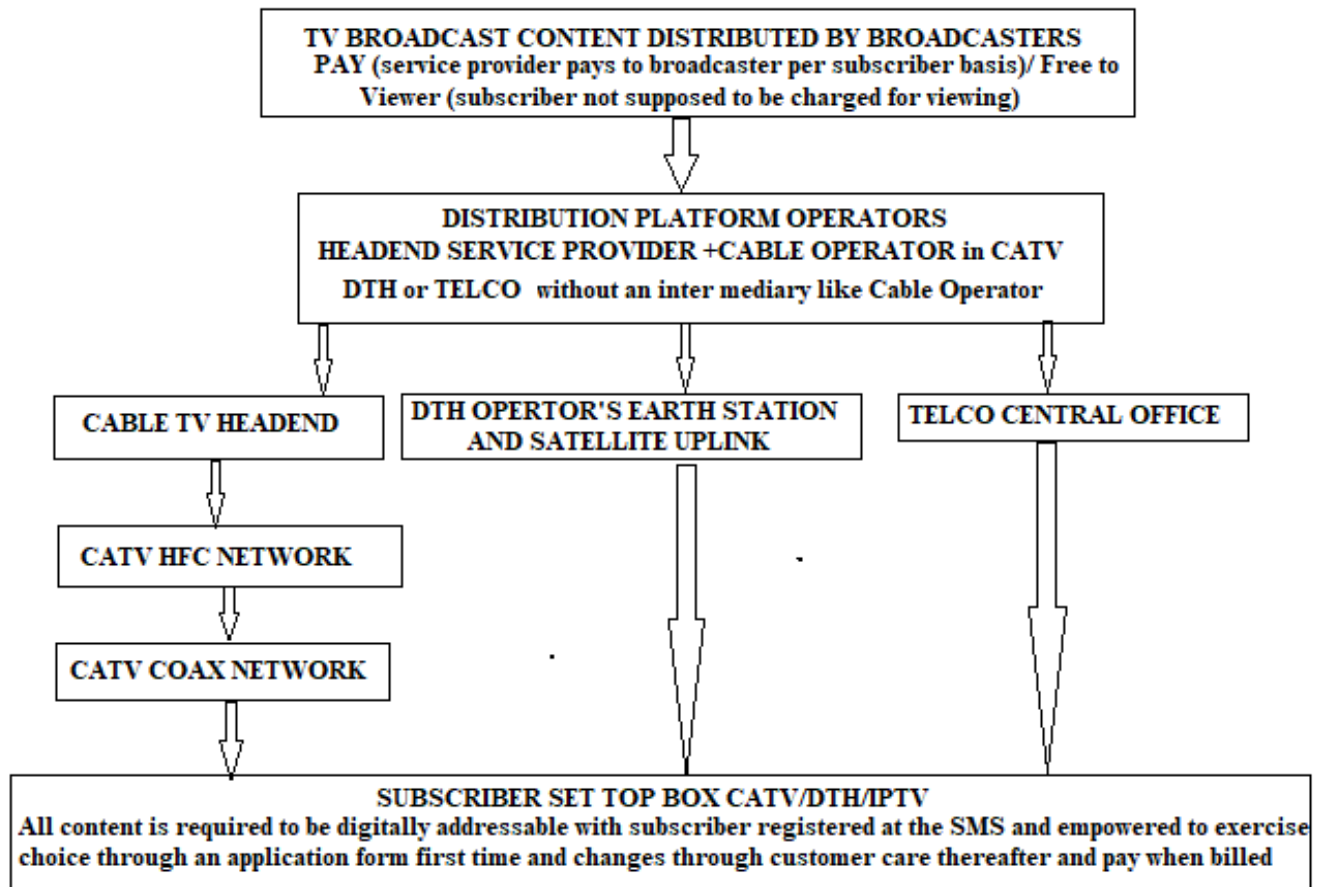 TV BROADCAST CONTENT DISTRIBUTED BY BROADCASTERS
PAY (service provider pays to broadcaster per subscriber basis)/ Free to
Viewer (subscriber not supposed to be charged for viewing)
DISTRIBUTION PLATFORM OPERATORS
HEADEND SERVICE PROVIDER +CABLE OPERATOR in CATV
DTH or TELCO without an inter mediary like Cable Operator
CABLE TV HEADEND
DTH OPERTOR'S EARTH STATION
AND SATELLITE UPLINK
TELCO CENTRAL OFFICE
CATV HFC NETWORK
CATV COAX NETWORK
SUBSCRIBER SET TOP BOX CATV/DTH/IPTV
All content is required to be digitally addressable with subscriber registered at the SMS and empowered to exercise
choice through an application form first time and changes through customer care thereafter and pay when billed